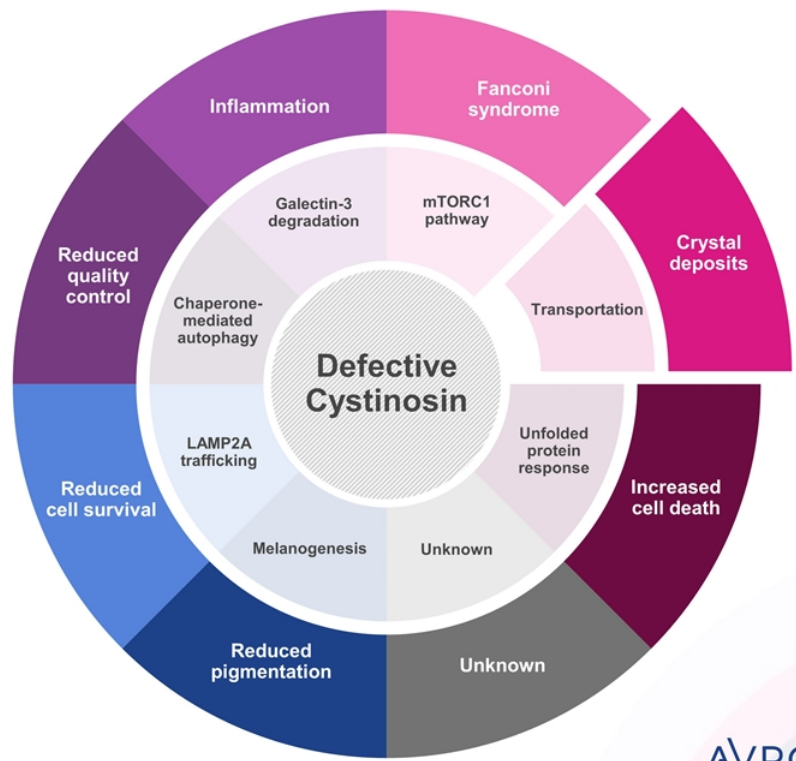 Inflammation
Fanconi
syndrome
Galectin-3
degradation
mTORC1
pathway
Reduced
quality
control
Crystal
deposits
Chaperone-
mediated
autophagy
Transportation
Defective
Cystinosin
LAMP2A
trafficking
Unfolded
protein
response
Reduced
cell survival
Increased
cell death
Melanogenesis
Unknown
Reduced
pigmentation
Unknown